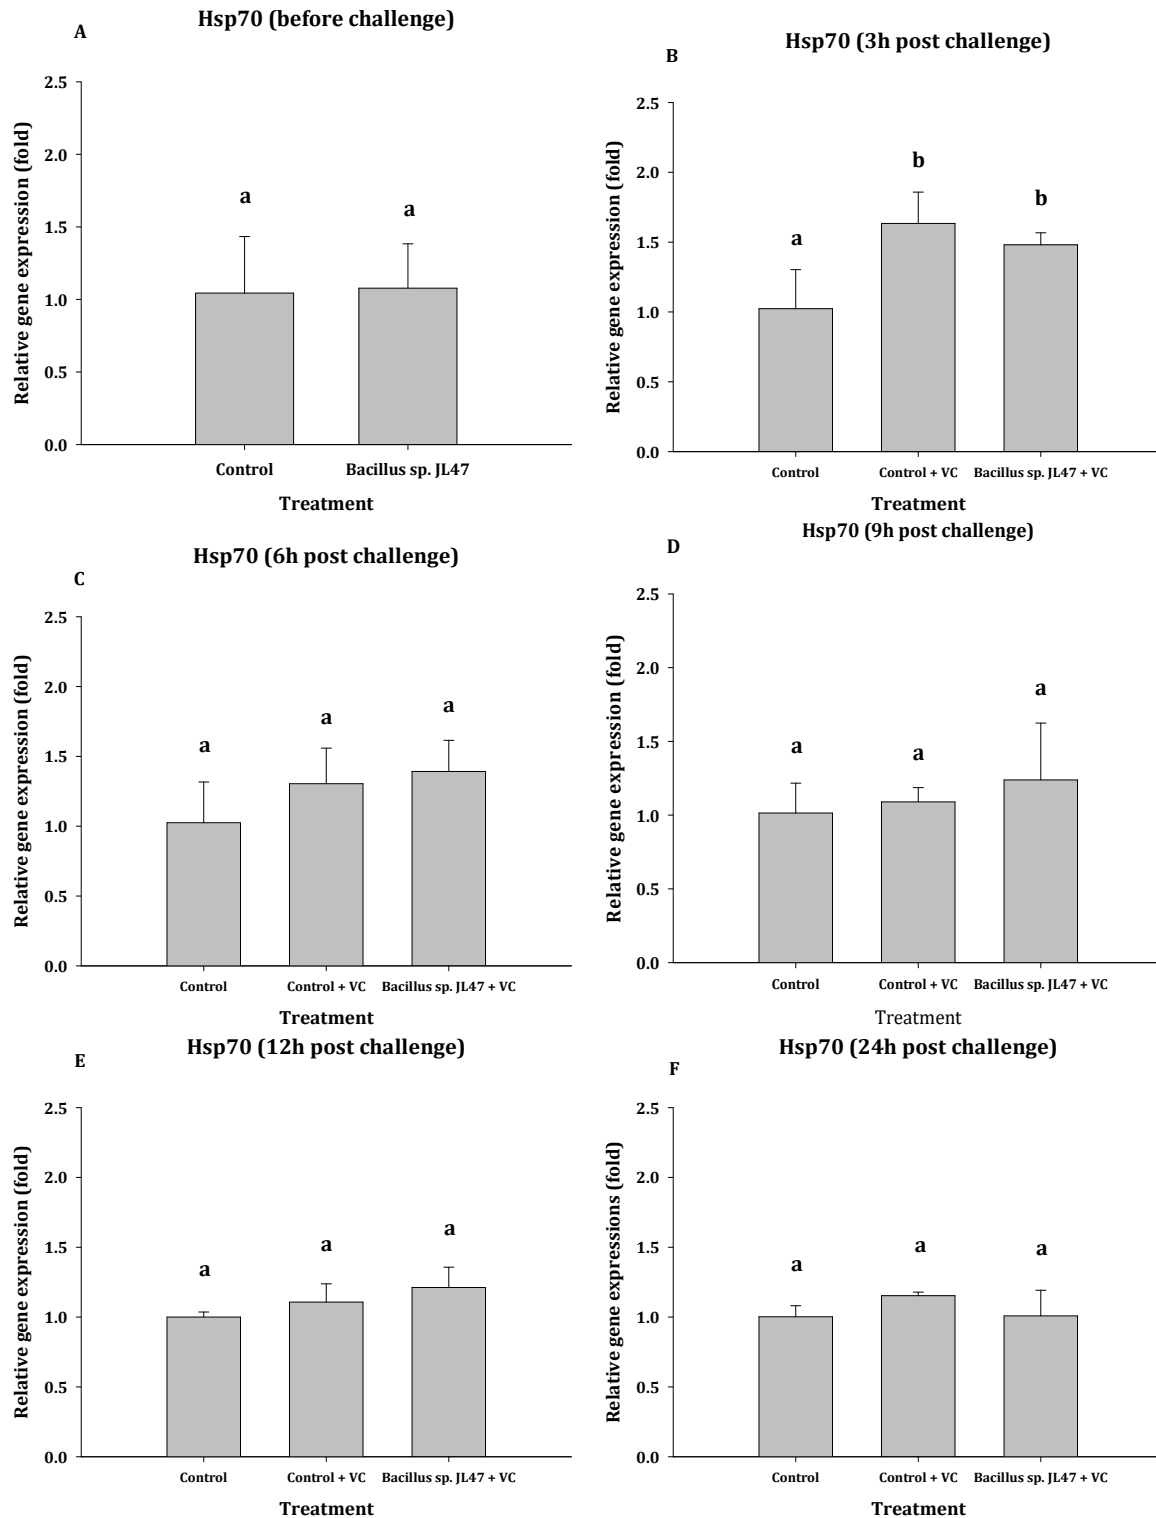 Hsp70 (before challenge)
A
Relative gene expression (fold)
2.5
2.0
1.5
1.0
0.5
0.0
a
a
Control
Bacillus sp. JL47
Treatment
Hsp70 (3h post challenge)
B
Relative gene expression (fold)
2.5
2.0
1.5
1.0
0.5
0.0
a
b
b
Control
Control + VC
Bacillus sp. JL47 + VC
Treatment
Hsp70 (6h post challenge)
C
Relative gene expression (fold)
2.5
2.0
1.5
1.0
0.5
0.0
a
a
a
Control
Control + VC
Bacillus sp. JL47 + VC
Treatment
Hsp70 (9h post challenge)
D
Relative gene expression (fold)
2.5
2.0
1.5
1.0
0.5
0.0
a
a
a
Control
Control + VC
Bacillus sp. JL47 + VC
Treatment
Hsp70 (12h post challenge)
E
Relative gene expression (fold)
2.5
2.0
1.5
1.0
0.5
0.0
a
a
a
Control
Control + VC
Bacillus sp. JL47 + VC
Treatment
Hsp70 (24h post challenge)
F
Relative gene expressions (fold)
2.5
2.0
1.5
1.0
0.5
0.0
a
a
a
Control
Control + VC
Bacillus sp. JL47 + VC
Treatment